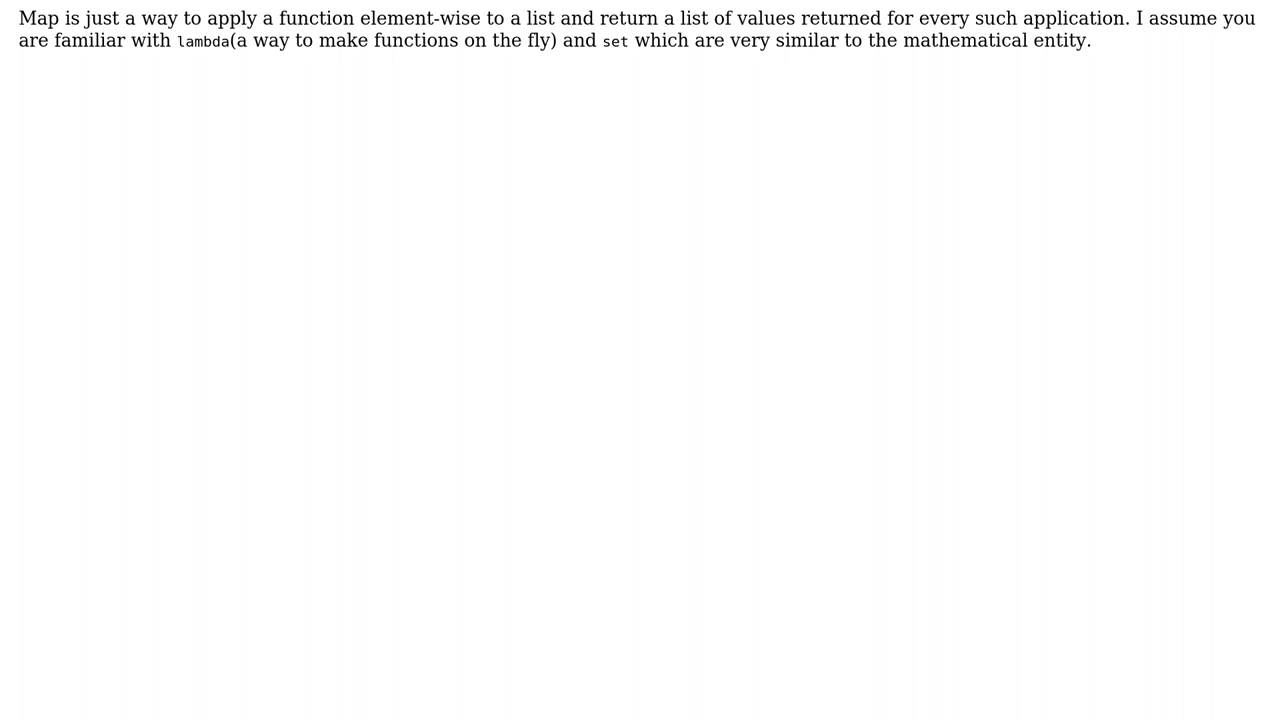 Map is just a way to apply a function element-wise to a list and return a list of values returned for every such application. I assume you
are familiar with lambda(a way to make functions on the fly) and set which are very similar to the mathematical entity.